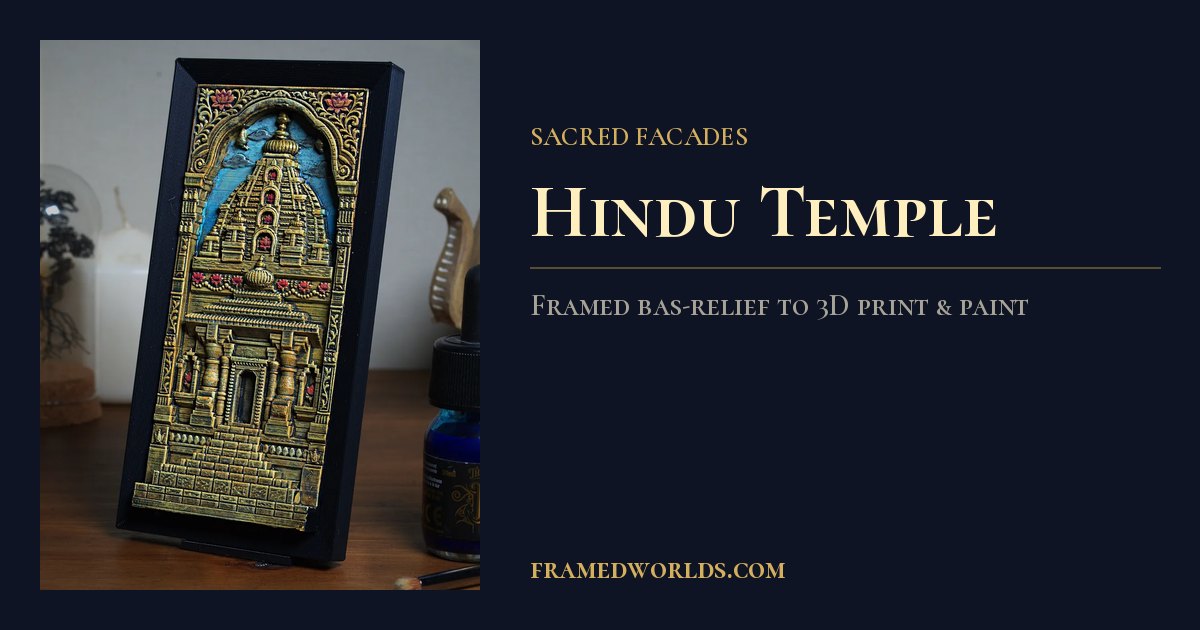 SACRED FACADES
Hindu Temple
Framed bas-relief to 3D print & paint
FRAMEDWORLDS.COM